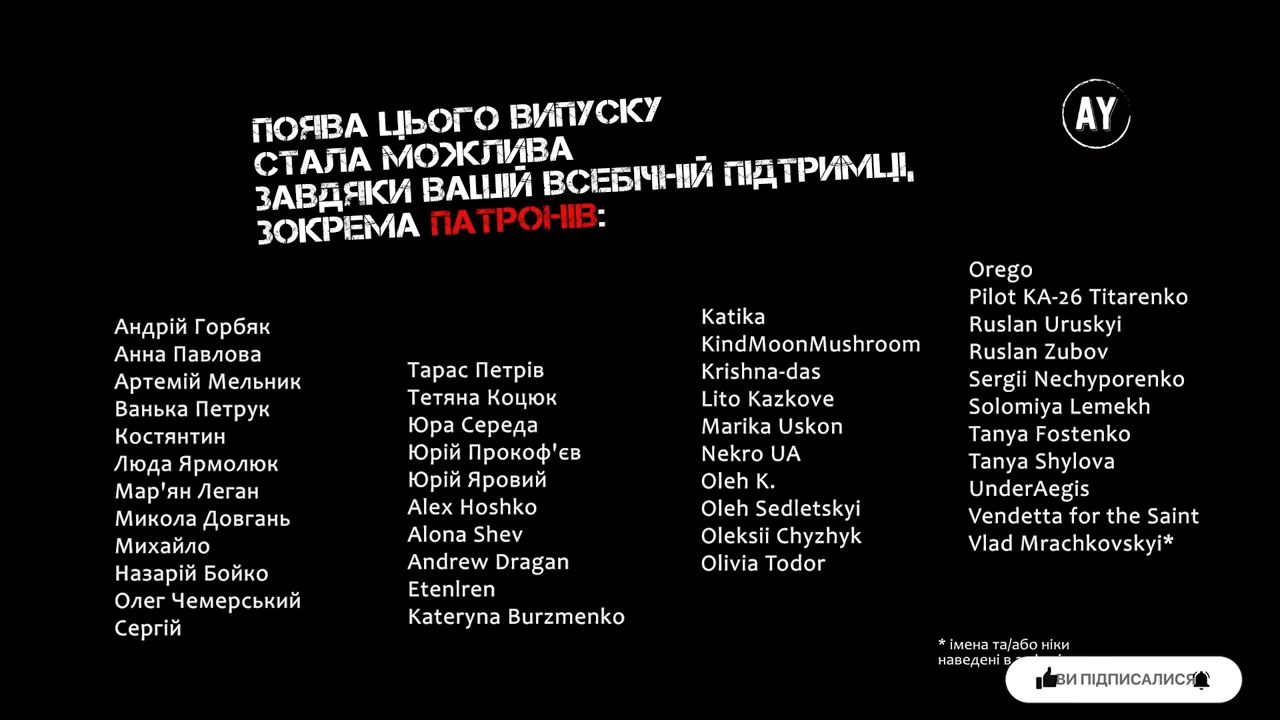 ПОЯВА ЦЬОГО ВИПУСКУ
СТАЛА МОЖЛИВА
ЗАВДЯКИ ВАШІЙ ВСЕБІЧНІЙ ПІДТРИМЦІ,
ЗОКРЕМА ПАТРОНІВ:
АУ
Андрій Горбяк
Анна Павлова
Артемій Мельник
Ванька Петрук
Костянтин
Люда Ярмолюк
Мар'ян Леган
Микола Довгань
Михайло
Назарій Бойко
Олег Чемерський
Сергій
Тарас Петрів
Тетяна Коцюк
Юра Середа
Юрій Прокоф'єв
Юрій Яровий
Alex Hoshko
Alona Shev
Andrew Dragan
Etenlren
Kateryna Burzmenko
Katika
KindMoonMushroom
Krishna-das
Lito Kazkove
Marika Uskon
Nekro UA
Oleh K.
Oleh Sedletskyi
Oleksii Chyzhyk
Olivia Todor
Orego
Pilot KA-26 Titarenko
Ruslan Uruskyi
Ruslan Zubov
Sergii Nechyporenko
Solomiya Lemekh
Tanya Fostenko
Tanya Shylova
UnderAegis
Vendetta for the Saint
Vlad Mrachkovskyi*
* імена та/або ніки
наведені в
ВИ ПІДПИСАЛИСЯ